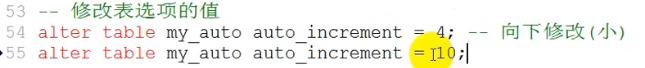 53 -- 修改表选项的值
54 alter table my_auto auto_increment = 4; -- 向下修改(小)
55 alter table my_auto auto_increment = 10;